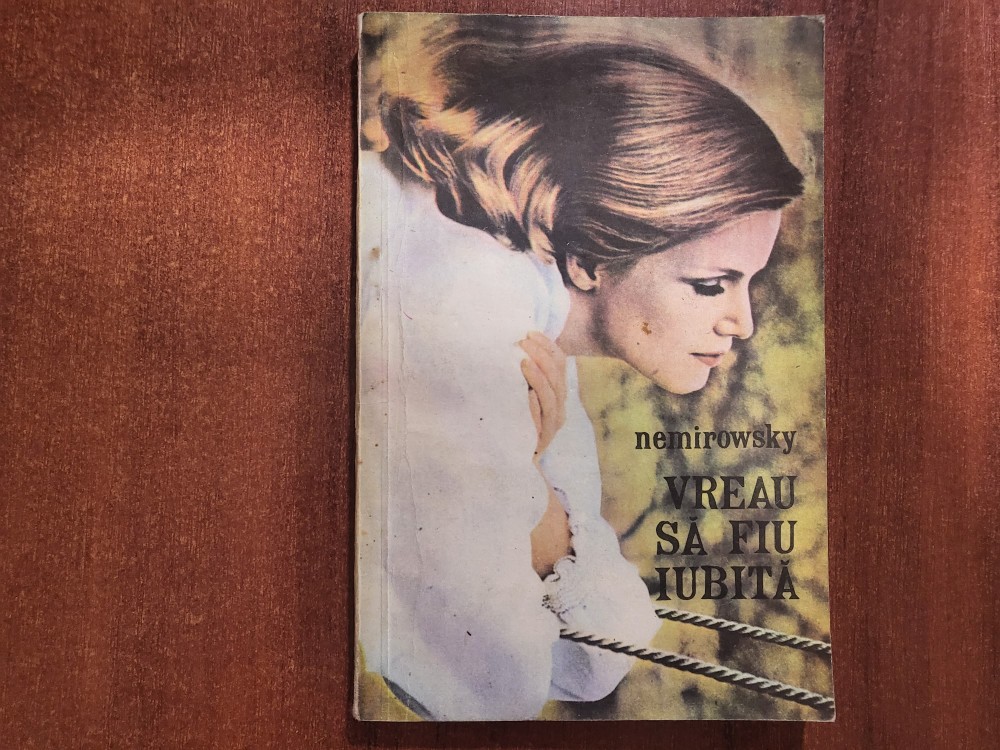 nemirowsky
VREAU
SĂ FIU
IUBITĂ